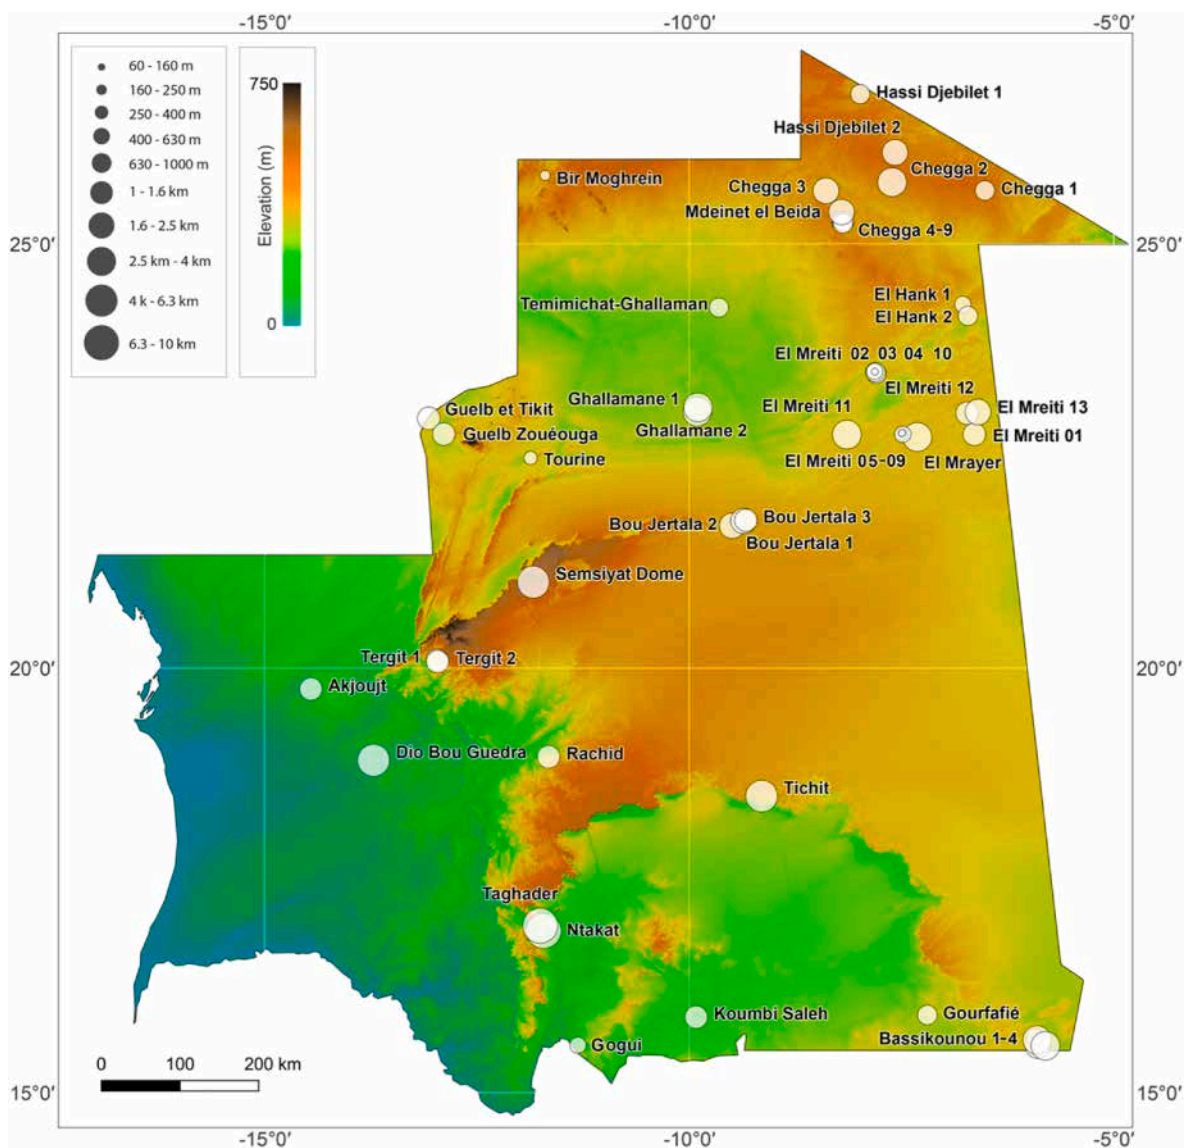 -15°0′ -10°0′ -5°0′
60 - 160 m
160 - 250 m
250 - 400 m
400 - 630 m
630 - 1000 m
1 - 1.6 km
1.6 - 2.5 km
2.5 km - 4 km
4 k - 6.3 km
6.3 - 10 km
750
Elevation (m)
0
Hassi Djebilet 1
Hassi Djebilet 2
Chegga 2
Bir Moghrein
Chegga 3
Chegga 1
Mdeinet el Beida
Chegga 4-9
25°0′ 25°0′
El Hank 1
Temimichat-Ghallaman
El Hank 2
El Mreiti 02 03 04 10
El Mreiti 12
Ghallamane 1
El Mreiti 11
El Mreiti 13
Guelb et Tikit
Ghallamane 2
Guelb Zouéouga
El Mreiti 01
Tourine
El Mreiti 05-09
El Mrayer
Bou Jertala 2
Bou Jertala 3
Bou Jertala 1
Semsiyat Dome
Tergit 1
Tergit 2
20°0′ 20°0′
Akjoujt
Dio Bou Guedra
Rachid
Tichit
Taghader
Ntakat
Koumbi Saleh
Gourfafié
Bassikounou 1-4
Gogui
0 100 200 km
15°0′ 15°0′
-15°0′ -10°0′ -5°0′